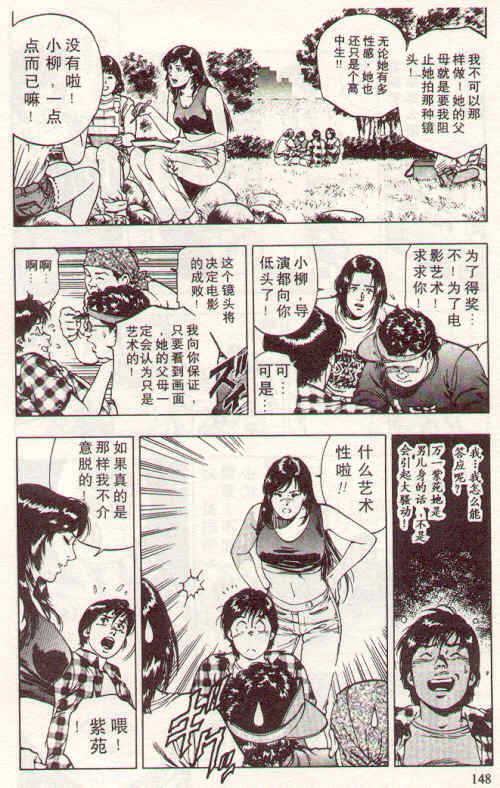 我不可以那
样做！她的父
母就是要我阻
止她拍那种镜
头！
无论她有多
性感，她也
还只是个高
中生!!
没有啦！
小柳，一点
点而已嘛！
为了得奖…
不！为了电
影艺术！
求求你！
小柳，导
演都向你
低头了！
可…
可是…
这个镜头将
决定电影
的成败！
我向你保证，
只要看到画面
，她的父母一
定会认为只是
艺术的！
啊…
啊…
我…我怎么能
答应呢？
万一紫苑她是
男儿身的话，不是
会引起大骚动！
什么艺术
性啦!!
如果真的是
那样我不介
意脱的！
喂！
紫苑
！
148